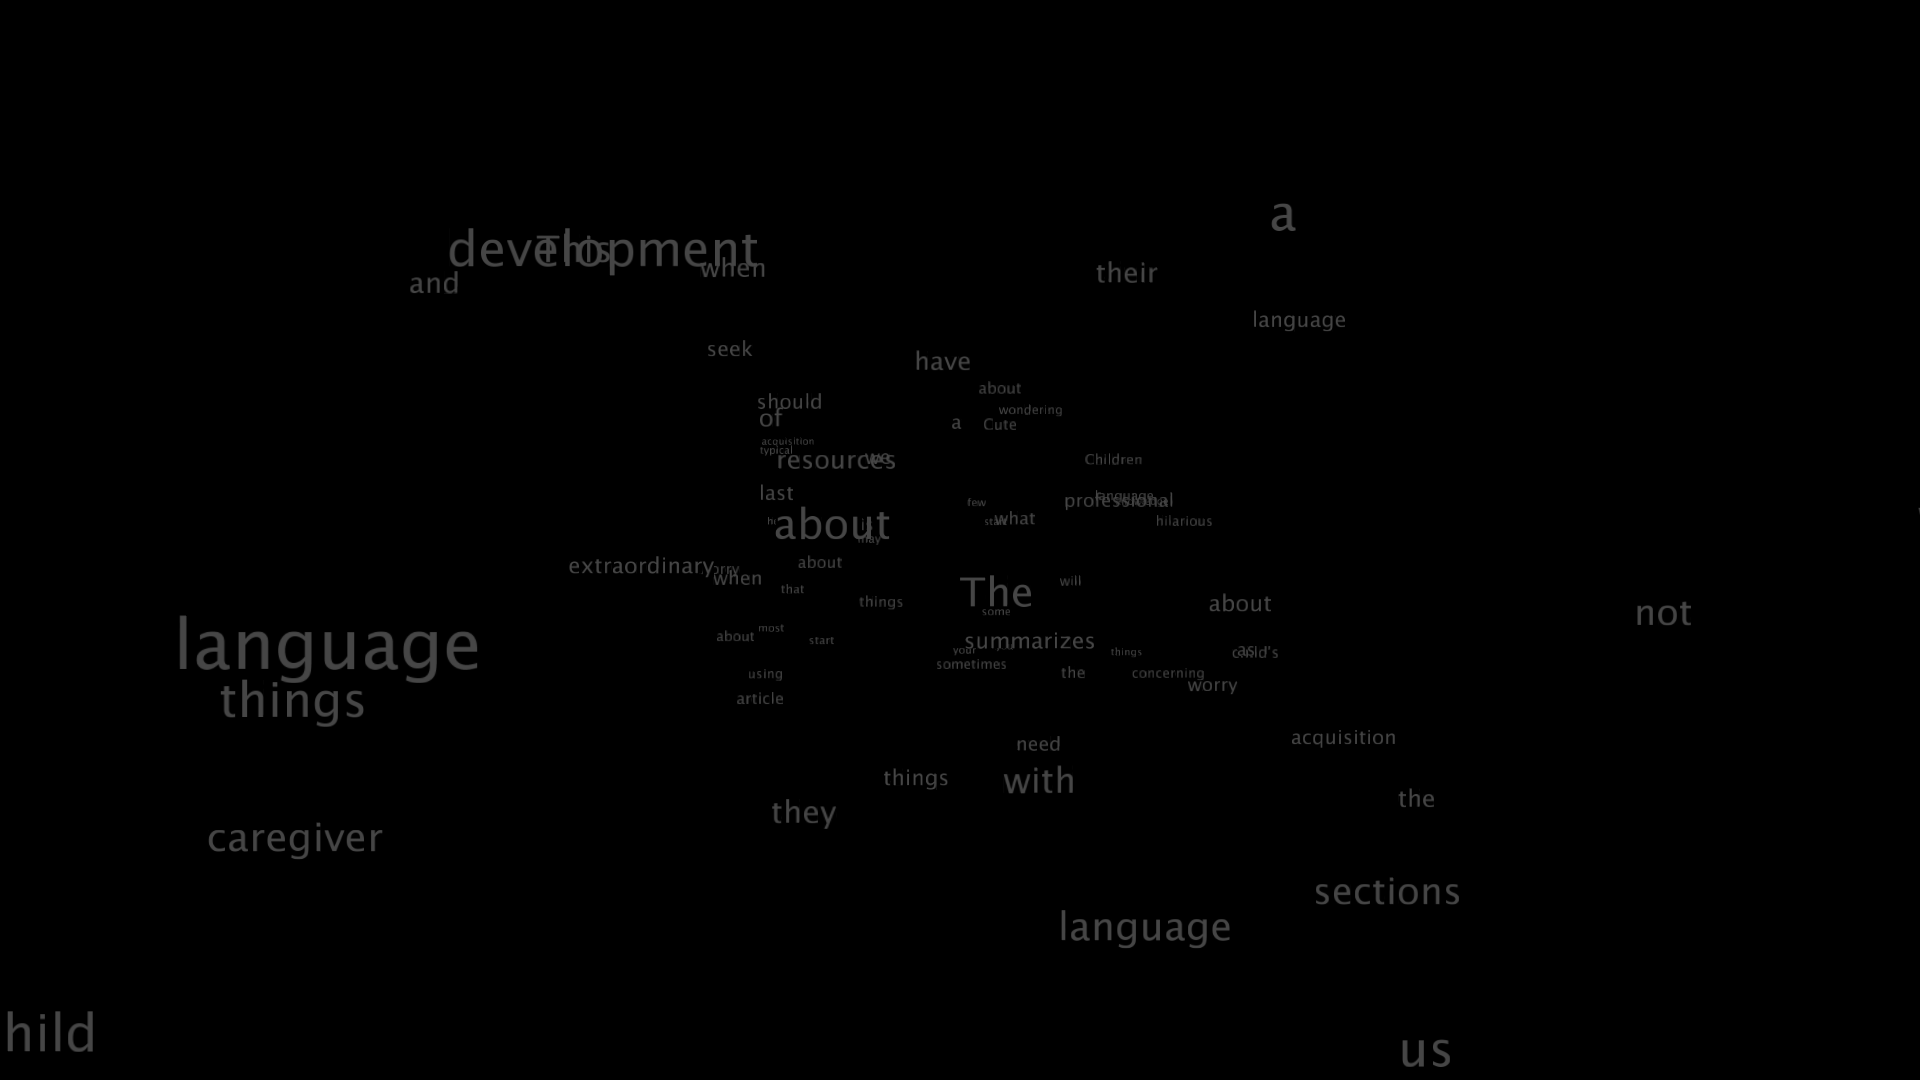 a
development
This
when
and
their
language
seek
have
about
should
wondering
of
a
Cute
acquisition
typical
resources
we
Children
last
language
professional
few
what
hilarious
about
is
may
extraordinary
when
about
that
will
things
The
about
some
not
language
most
about
start
summarizes
your
things
as
child's
sometimes
using
the
concerning
worry
things
article
need
acquisition
things
with
the
they
caregiver
sections
language
hild
us